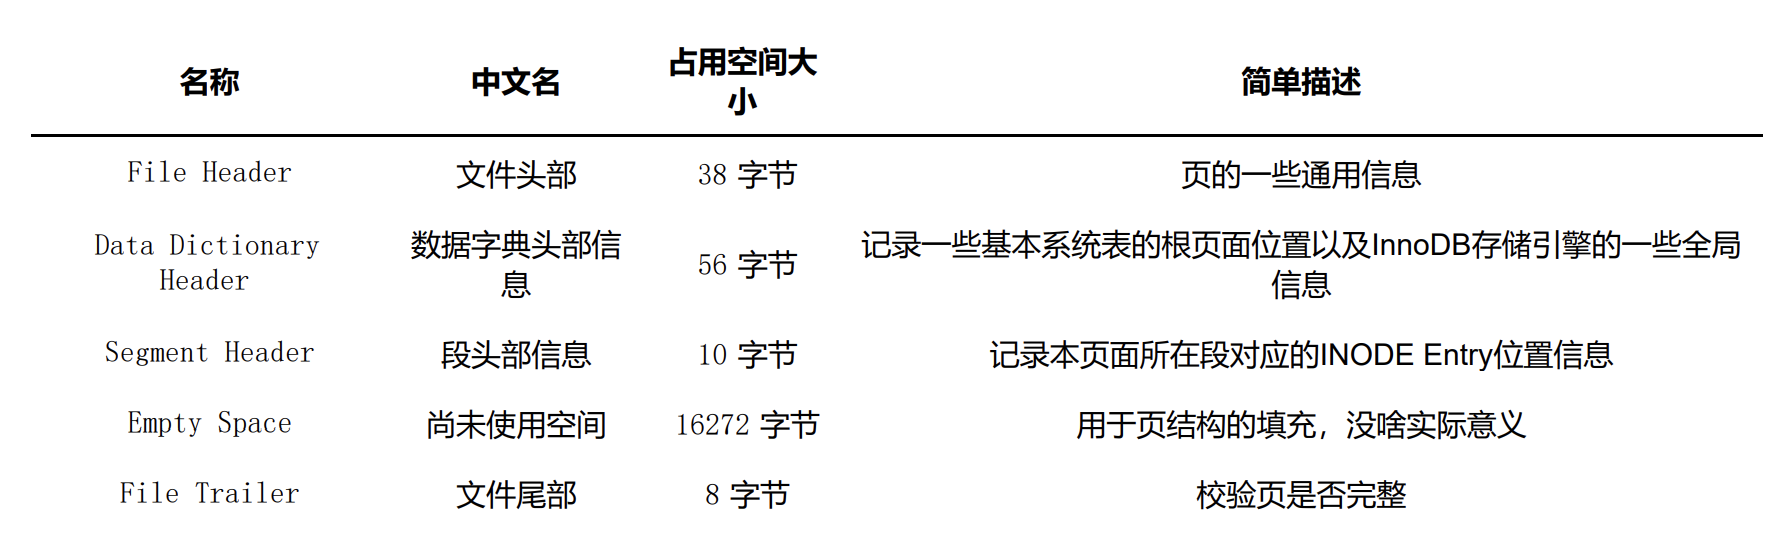 名称 中文名 占用空间大小 简单描述
File Header 文件头部 38 字节 页的一些通用信息
Data Dictionary Header 数据字典头部信息 56 字节 记录一些基本系统表的根页面位置以及InnoDB存储引擎的一些全局信息
Segment Header 段头部信息 10 字节 记录本页面所在段对应的INODE Entry位置信息
Empty Space 尚未使用空间 16272 字节 用于页结构的填充，没啥实际意义
File Trailer 文件尾部 8 字节 校验页是否完整